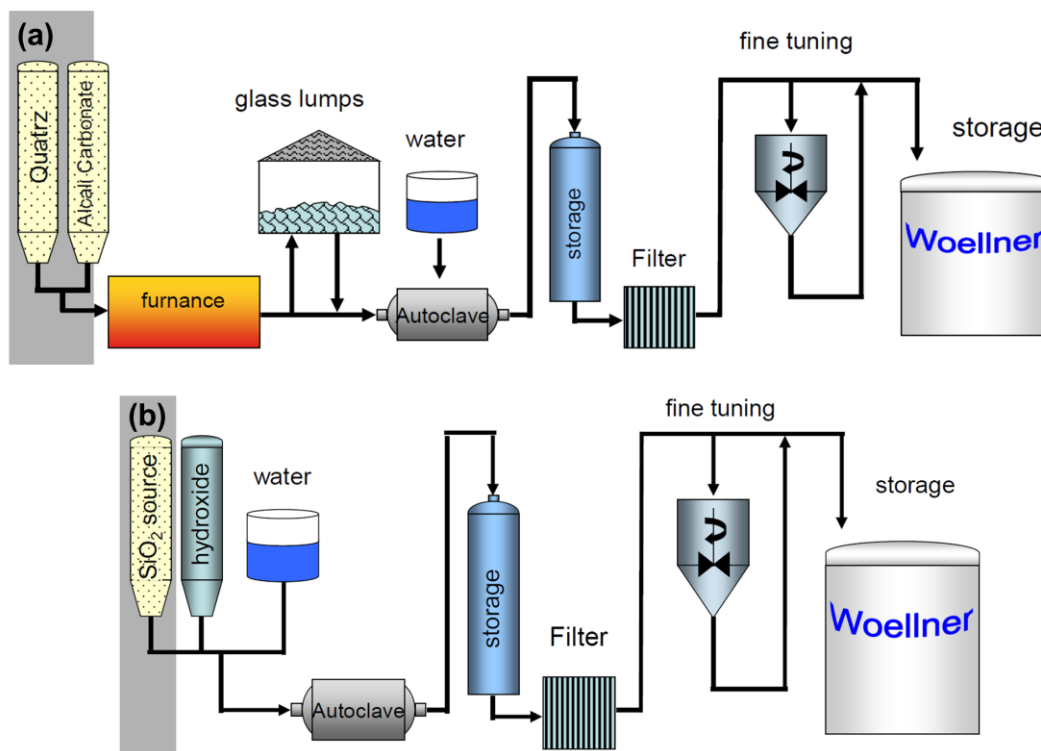 (a)
Quatrz
Alcali Carbonate
furnance
glass lumps
water
Autoclave
storage
Filter
fine tuning
storage
Woellner
(b)
SiO₂ source
hydroxide
water
Autoclave
storage
Filter
fine tuning
storage
Woellner